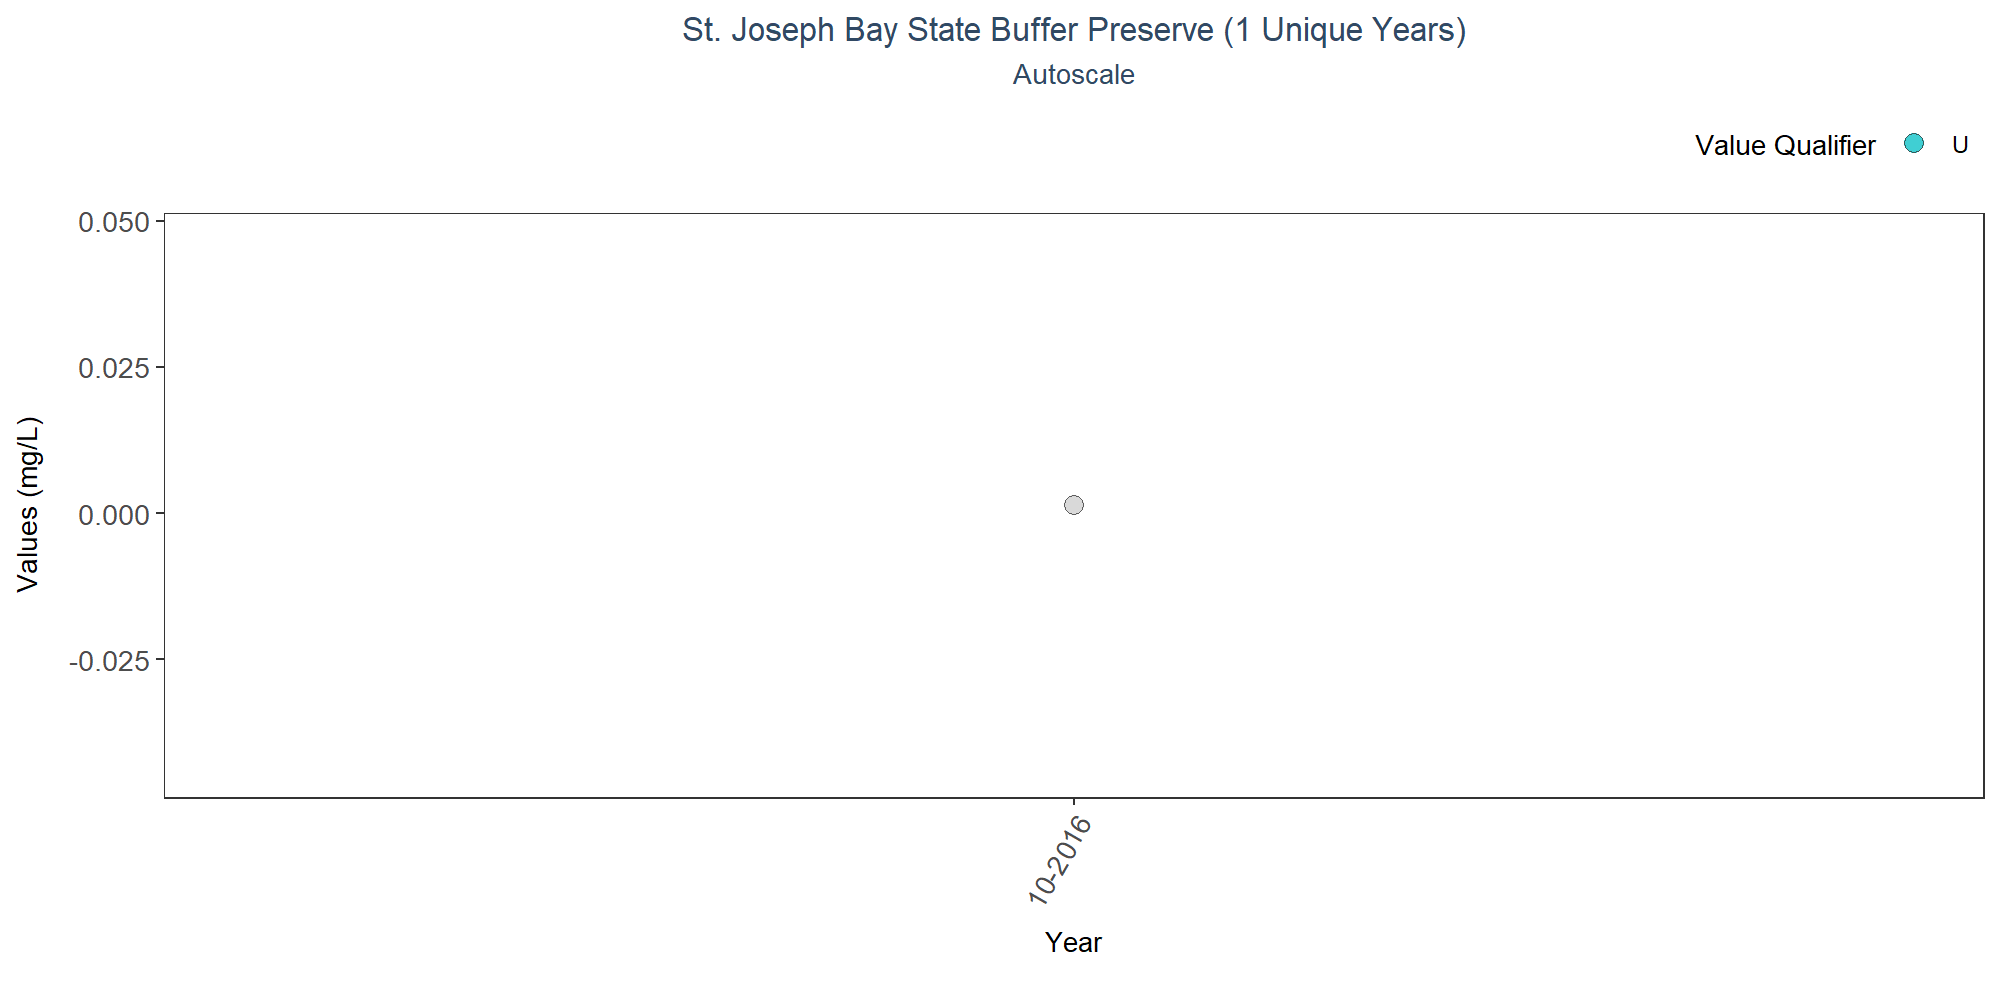 St. Joseph Bay State Buffer Preserve (1 Unique Years)
Autoscale
Value Qualifier U
0.050
0.025
0.000
-0.025
Values (mg/L)
10-2016
Year